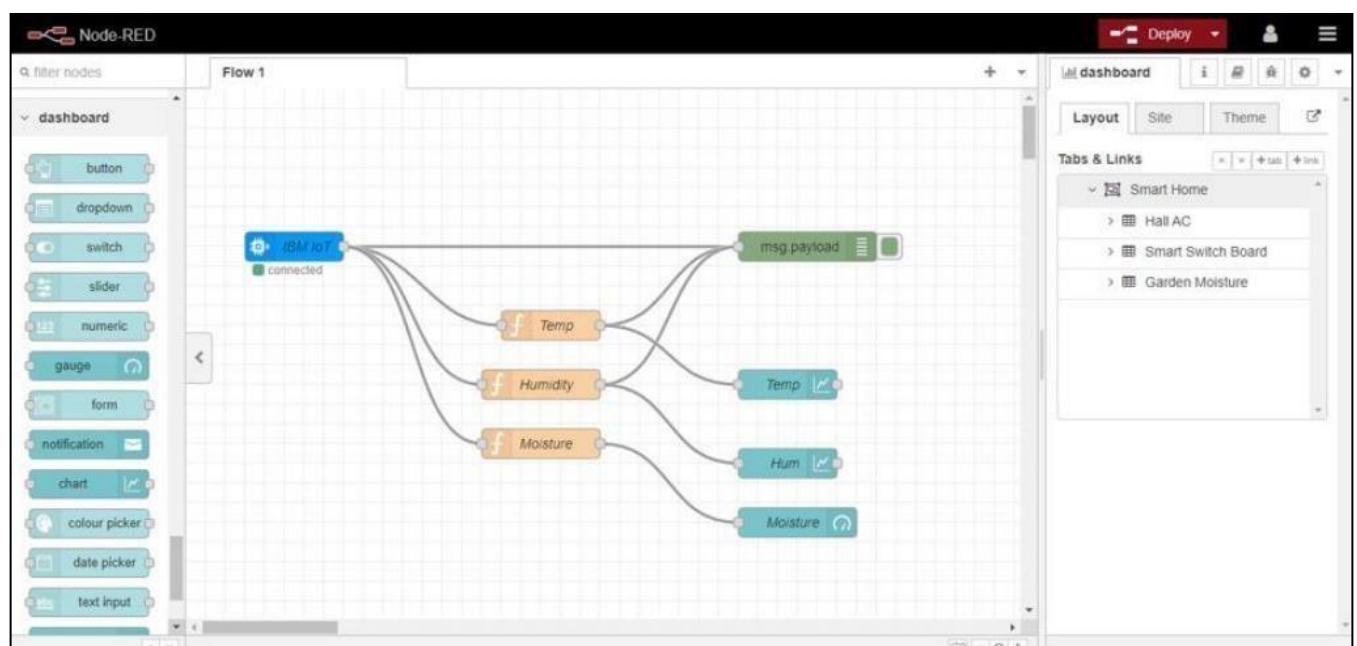 Node-RED
Deploy
filter nodes
Flow 1
dashboard
i
dashboard
button
dropdown
switch
slider
numeric
gauge
form
notification
chart
colour picker
date picker
text input
IBM IoT
connected
msg.payload
Temp
Humidity
Moisture
Temp
Hum
Moisture
Layout Site Theme
Tabs & Links
+ tab + link
Smart Home
Hall AC
Smart Switch Board
Garden Moisture